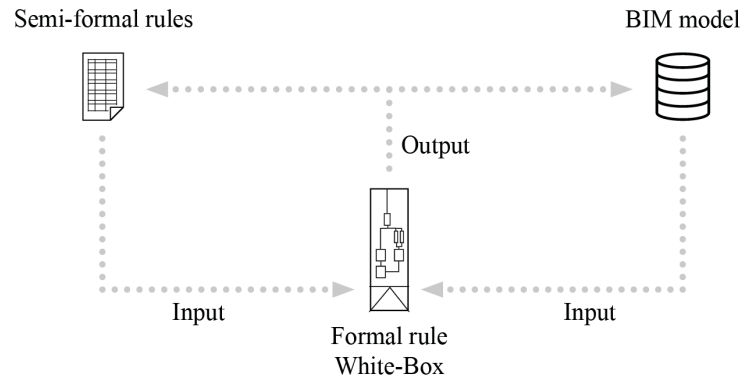 Semi-formal rules
BIM model
Output
Input
Input
Formal rule
White-Box